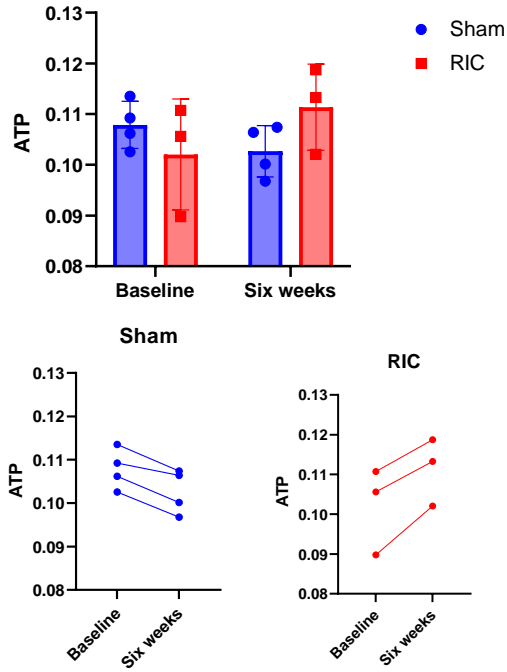 Sham
RIC
ATP
0.13
0.12
0.11
0.10
0.09
0.08
Baseline
Six weeks
Sham
ATP
0.13
0.12
0.11
0.10
0.09
0.08
Baseline
Six weeks
RIC
ATP
0.13
0.12
0.11
0.10
0.09
0.08
Baseline
Six weeks